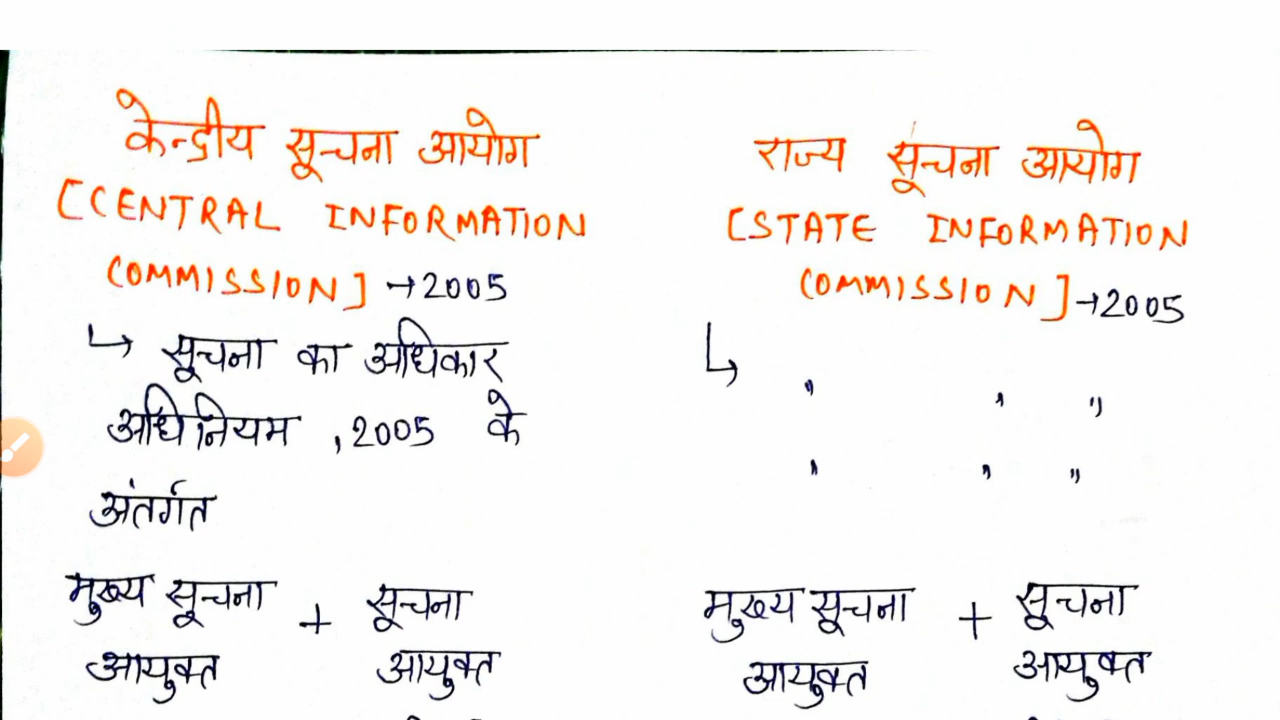 केन्द्रीय सूचना आयोग
[CENTRAL INFORMATION
COMMISSION] →2005
↳ सूचना का अधिकार
अधिनियम , 2005 के
अंतर्गत
मुख्य सूचना + सूचना
आयुक्त आयुक्त
राज्य सूंचना आयोग
[STATE INFORMATION
COMMISSION] →2005
↳ " " "
" " "
मुख्य सूचना + सूचना
आयुक्त आयुक्त